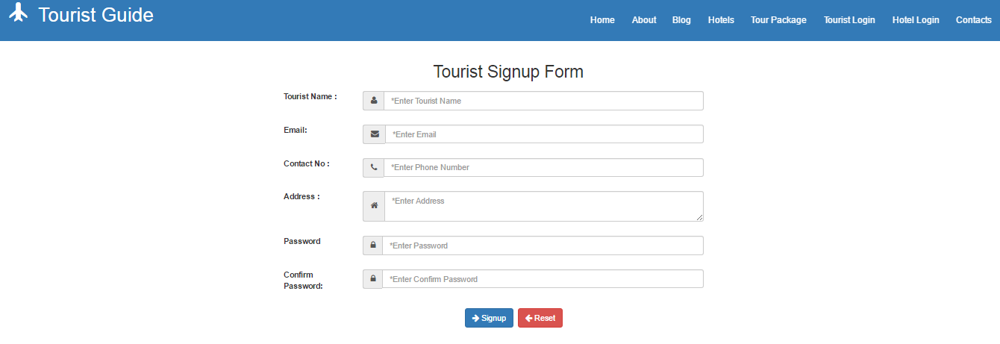 Tourist Guide
Home About Blog Hotels Tour Package Tourist Login Hotel Login Contacts
Tourist Signup Form
Tourist Name : *Enter Tourist Name
Email: *Enter Email
Contact No : *Enter Phone Number
Address : *Enter Address
Password *Enter Password
Confirm
Password: *Enter Confirm Password
Signup Reset